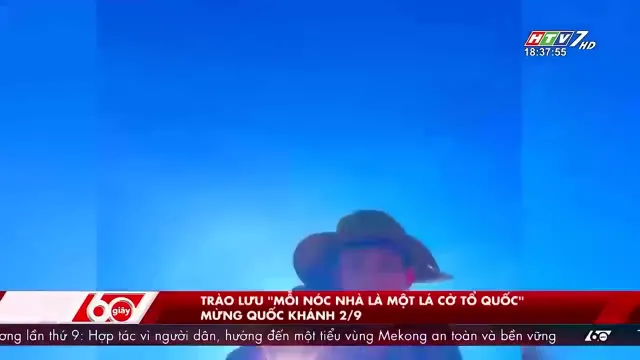 HTV7 HD
18:37:55
60 giây
TRÀO LƯU "MỖI NÓC NHÀ LÀ MỘT LÁ CỜ TỔ QUỐC"
MỪNG QUỐC KHÁNH 2/9
ơng lần thứ 9: Hợp tác vì người dân, hướng đến một tiểu vùng Mekong an toàn và bền vững
60